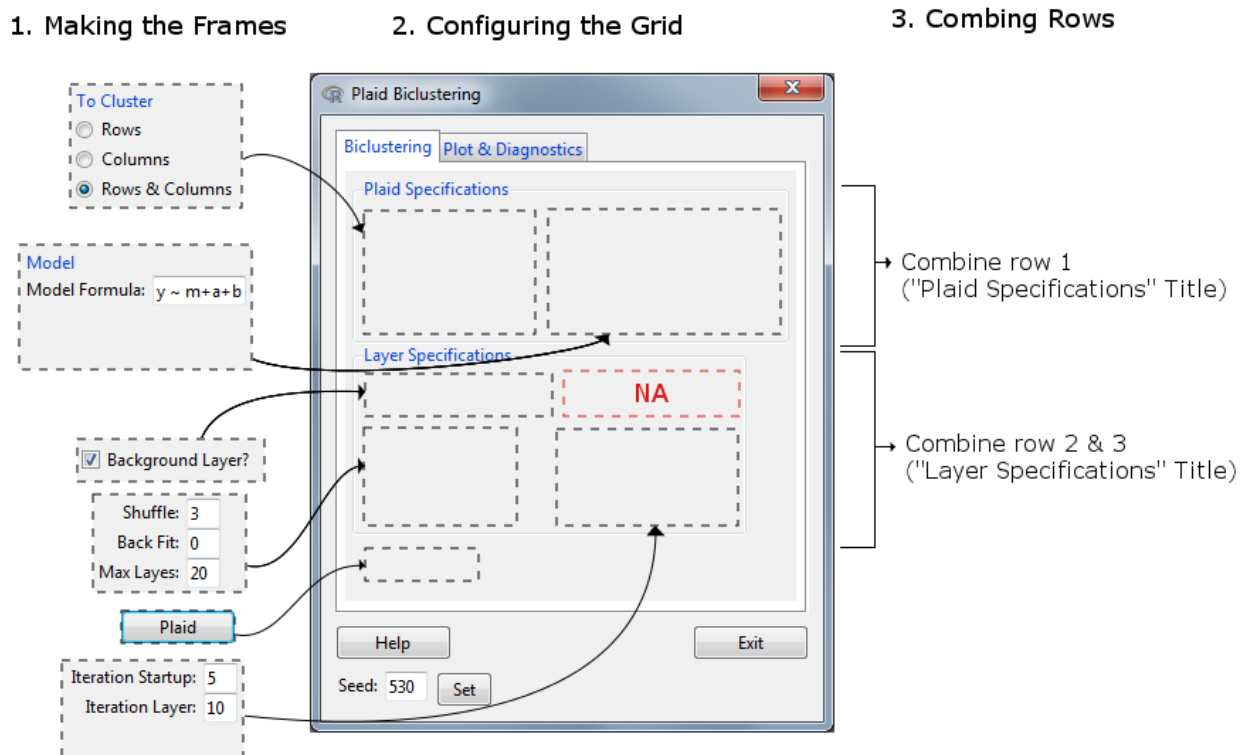 1. Making the Frames
2. Configuring the Grid
3. Combing Rows
To Cluster
Rows
Columns
Rows & Columns
Model
Model Formula: y ~ m+a+b
Background Layer?
Shuffle: 3
Back Fit: 0
Max Layes: 20
Plaid
Iteration Startup: 5
Iteration Layer: 10
Plaid Biclustering
Biclustering
Plot & Diagnostics
Plaid Specifications
Layer Specifications
NA
Help
Exit
Seed: 530 Set
Combine row 1
("Plaid Specifications" Title)
Combine row 2 & 3
("Layer Specifications" Title)